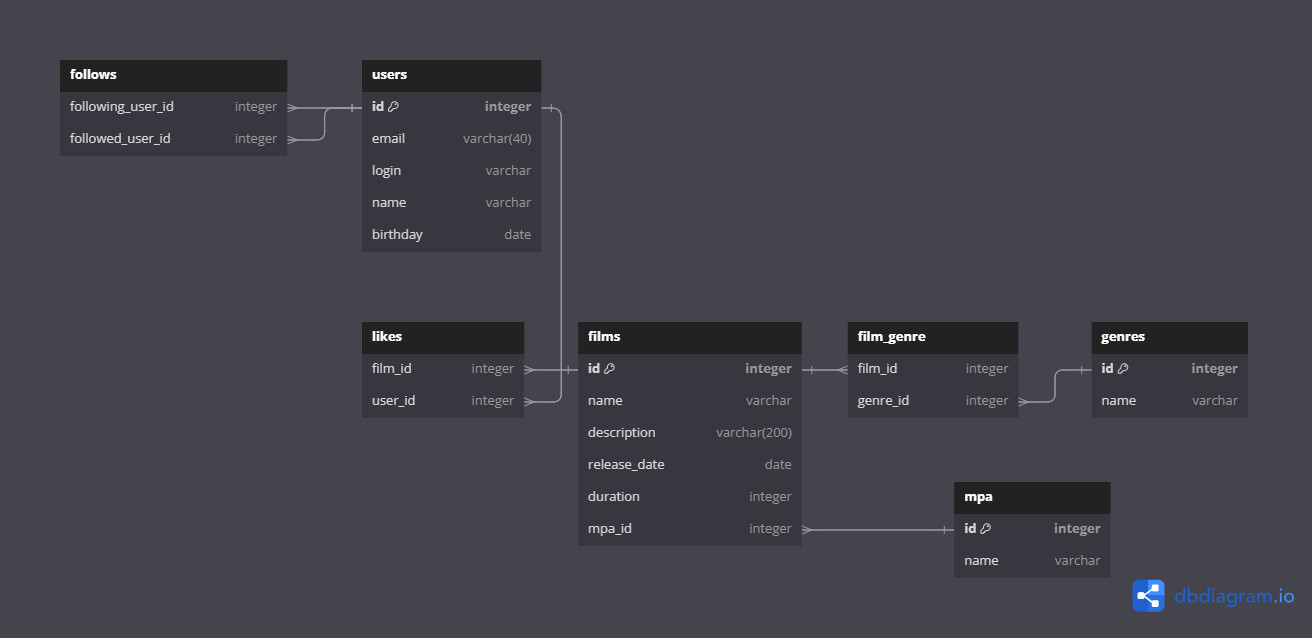 follows
following_user_id integer
followed_user_id integer
users
id integer
email varchar(40)
login varchar
name varchar
birthday date
likes
film_id integer
user_id integer
films
id integer
name varchar
description varchar(200)
release_date date
duration integer
mpa_id integer
film_genre
film_id integer
genre_id integer
genres
id integer
name varchar
mpa
id integer
name varchar
dbdiagram.io